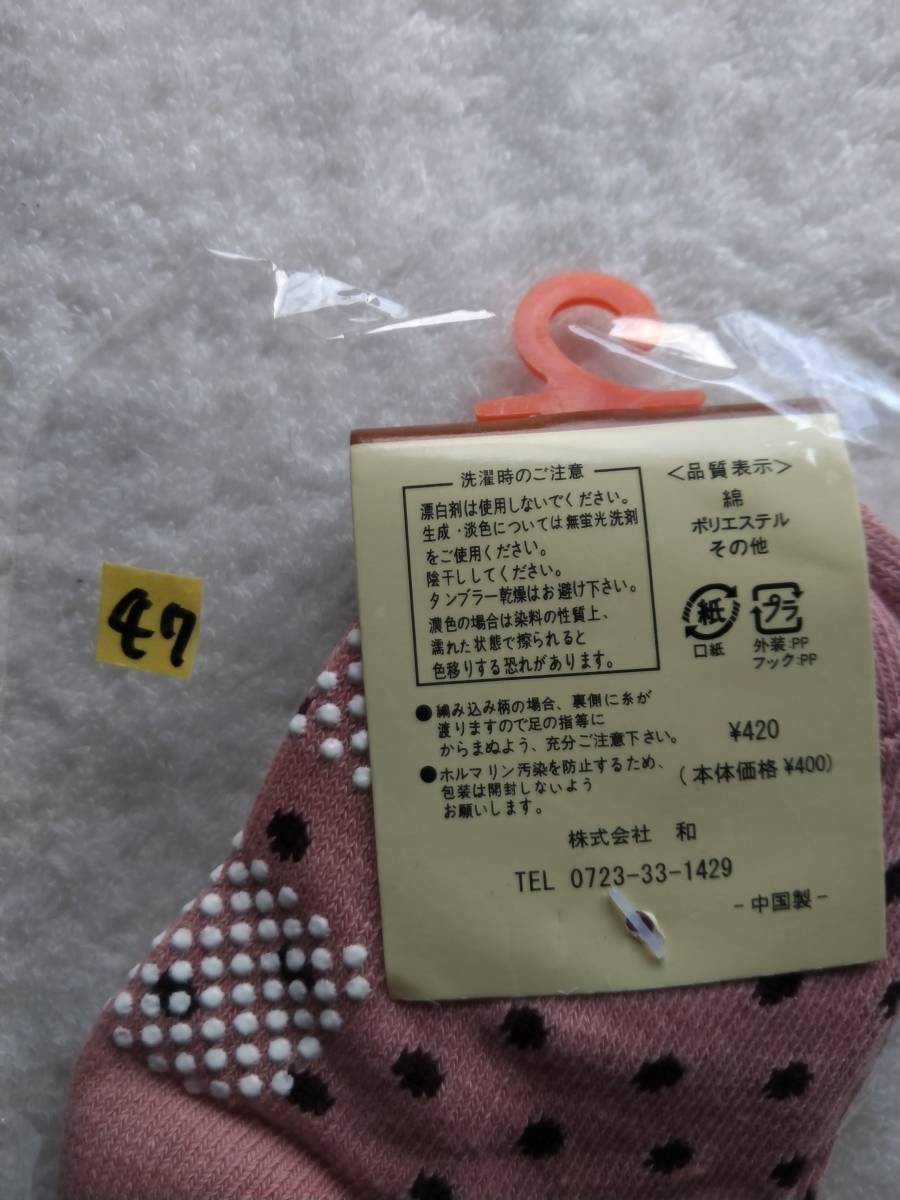 洗濯時のご注意
漂白剤は使用しないでください。
生成・淡色については無蛍光洗剤
をご使用ください。
陰干ししてください。
タンブラー乾燥はお避け下さい。
濃色の場合は染料の性質上、
濡れた状態で擦られると
色移りする恐れがあります。
<品質表示>
綿
ポリエステル
その他
紙
口紙
プラ
外装:PP
フック:PP
●編み込み柄の場合、裏側に糸が
渡りますので足の指等に
からまぬよう、充分ご注意下さい。
●ホルマリン汚染を防止するため、
包装は開封しないよう
お願いします。
¥420
(本体価格¥400)
株式会社 和
TEL 0723-33-1429
-中国製-
モ7